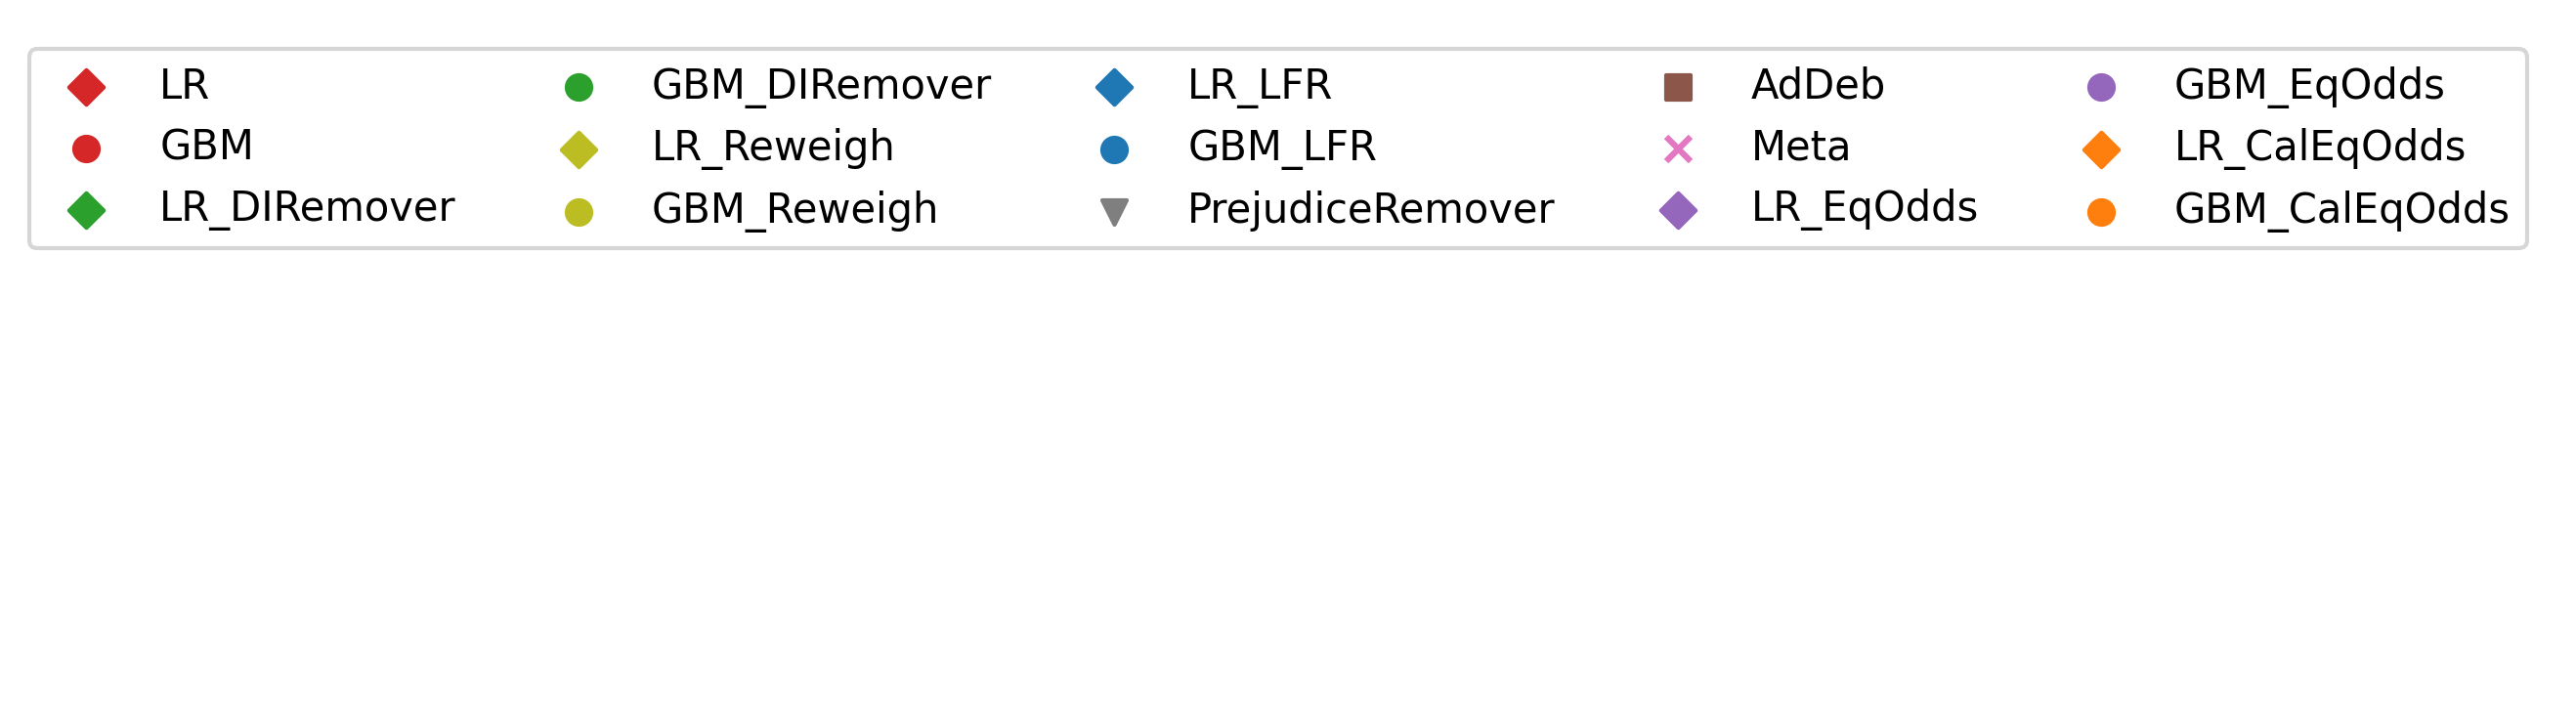 LR
GBM
LR_DIRemover
GBM_DIRemover
LR_Reweigh
GBM_Reweigh
LR_LFR
GBM_LFR
PrejudiceRemover
AdDeb
Meta
LR_EqOdds
GBM_EqOdds
LR_CalEqOdds
GBM_CalEqOdds